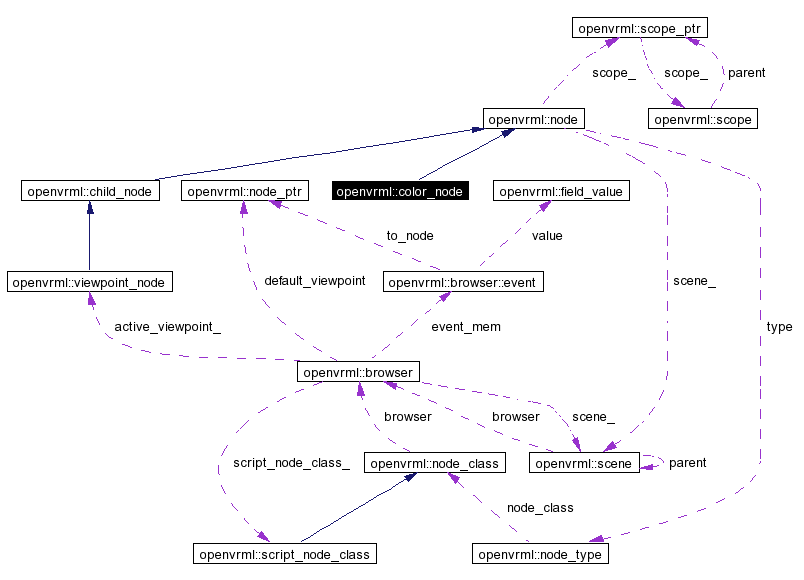 openvrml::scope_ptr
scope_
scope_
parent
openvrml::node
openvrml::scope
openvrml::child_node
openvrml::node_ptr
openvrml::color_node
openvrml::field_value
to_node
value
openvrml::viewpoint_node
default_viewpoint
openvrml::browser::event
scene_
active_viewpoint_
event_mem
type
openvrml::browser
browser
browser
scene_
script_node_class_
openvrml::node_class
openvrml::scene
parent
node_class
openvrml::script_node_class
openvrml::node_type